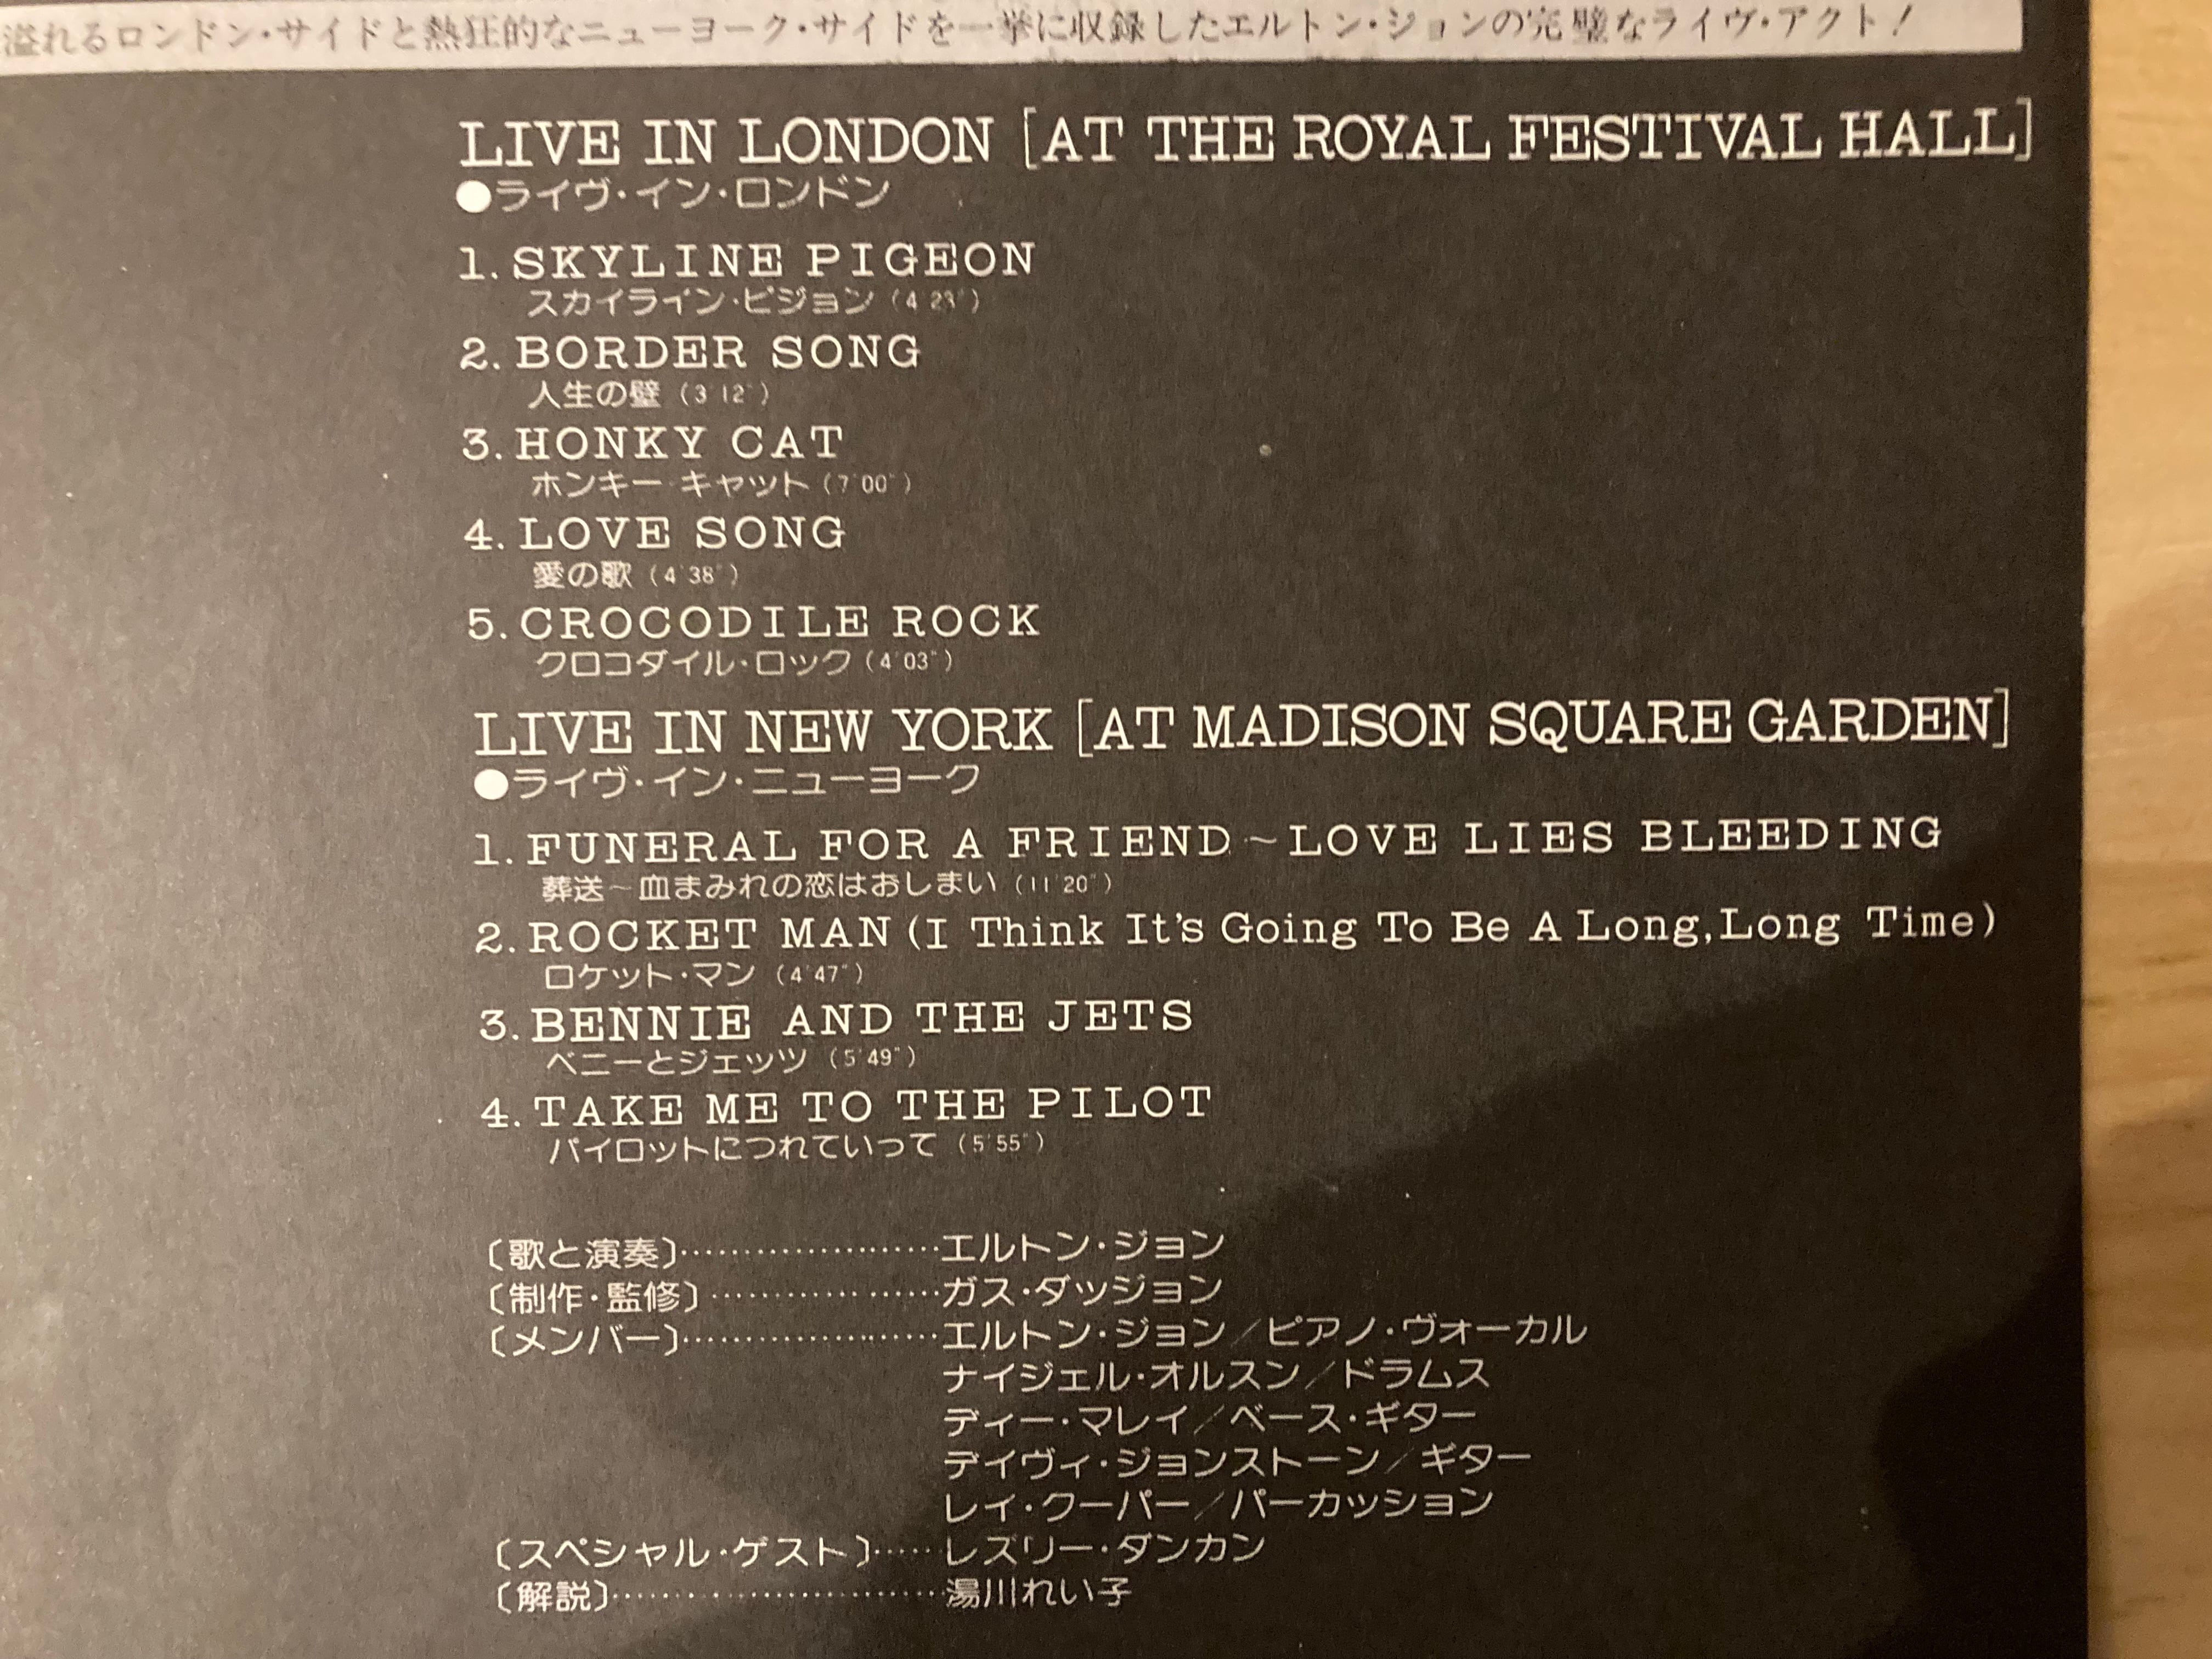 溢れるロンドン・サイドと熱狂的なニューヨーク・サイドを一挙に収録したエルトン・ジョンの完璧なライヴ・アクト！
LIVE IN LONDON [AT THE ROYAL FESTIVAL HALL]
●ライヴ・イン・ロンドン
1. SKYLINE PIGEON
スカイライン・ピジョン (4'23")
2. BORDER SONG
人生の壁 (3'12")
3. HONKY CAT
ホンキー・キャット (7'00")
4. LOVE SONG
愛の歌 (4'38")
5. CROCODILE ROCK
クロコダイル・ロック (4'03")
LIVE IN NEW YORK [AT MADISON SQUARE GARDEN]
●ライヴ・イン・ニューヨーク
1. FUNERAL FOR A FRIEND ~ LOVE LIES BLEEDING
葬送~血まみれの恋はおしまい (11'20")
2. ROCKET MAN (I Think It's Going To Be A Long, Long Time)
ロケット・マン (4'47")
3. BENNIE AND THE JETS
ベニーとジェッツ (5'49")
4. TAKE ME TO THE PILOT
パイロットにつれていって (5'55")
〔歌と演奏〕……………………エルトン・ジョン
〔制作・監修〕…………………ガス・ダッジョン
〔メンバー〕……………………エルトン・ジョン／ピアノ・ヴォーカル
ナイジェル・オルスン／ドラムス
ディー・マレイ／ベース・ギター
デイヴィ・ジョンストーン／ギター
レイ・クーパー／パーカッション
〔スペシャル・ゲスト〕……レズリー・ダンカン
〔解説〕…………………………湯川れい子